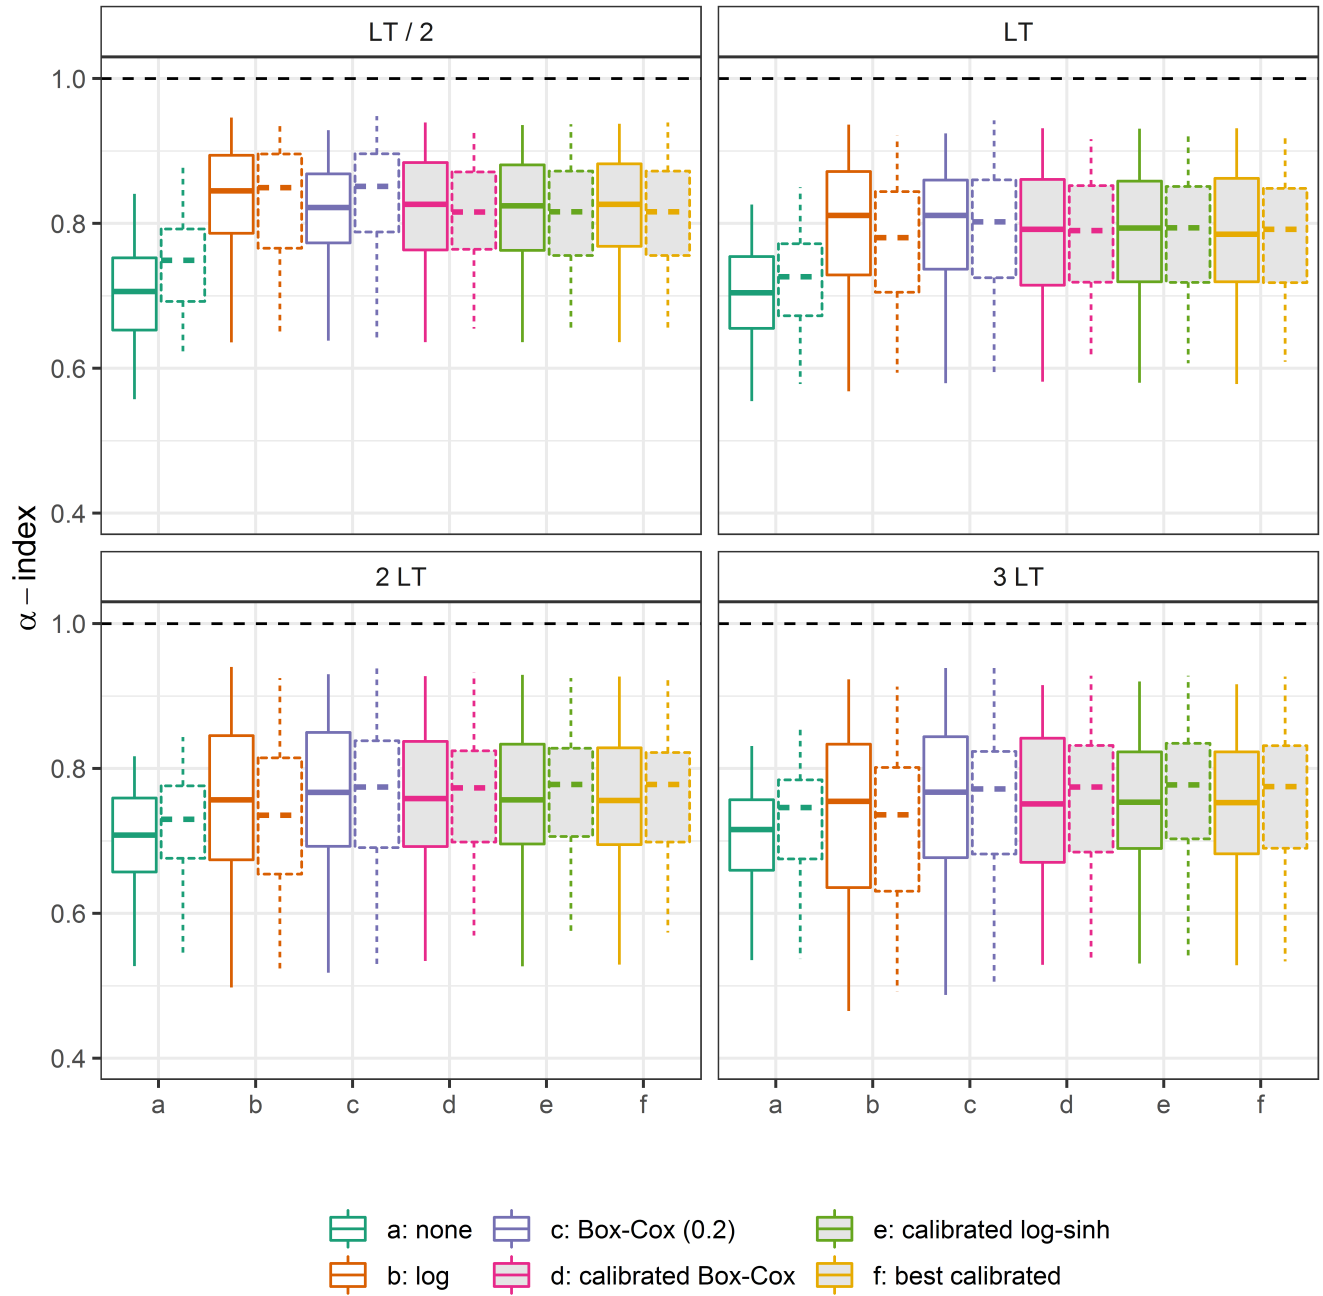 LT / 2
LT
1.0
0.8
0.6
0.4
α − index
2 LT
3 LT
1.0
0.8
0.6
0.4
a b c d e f
a b c d e f
a: none
c: Box-Cox (0.2)
e: calibrated log-sinh
b: log
d: calibrated Box-Cox
f: best calibrated